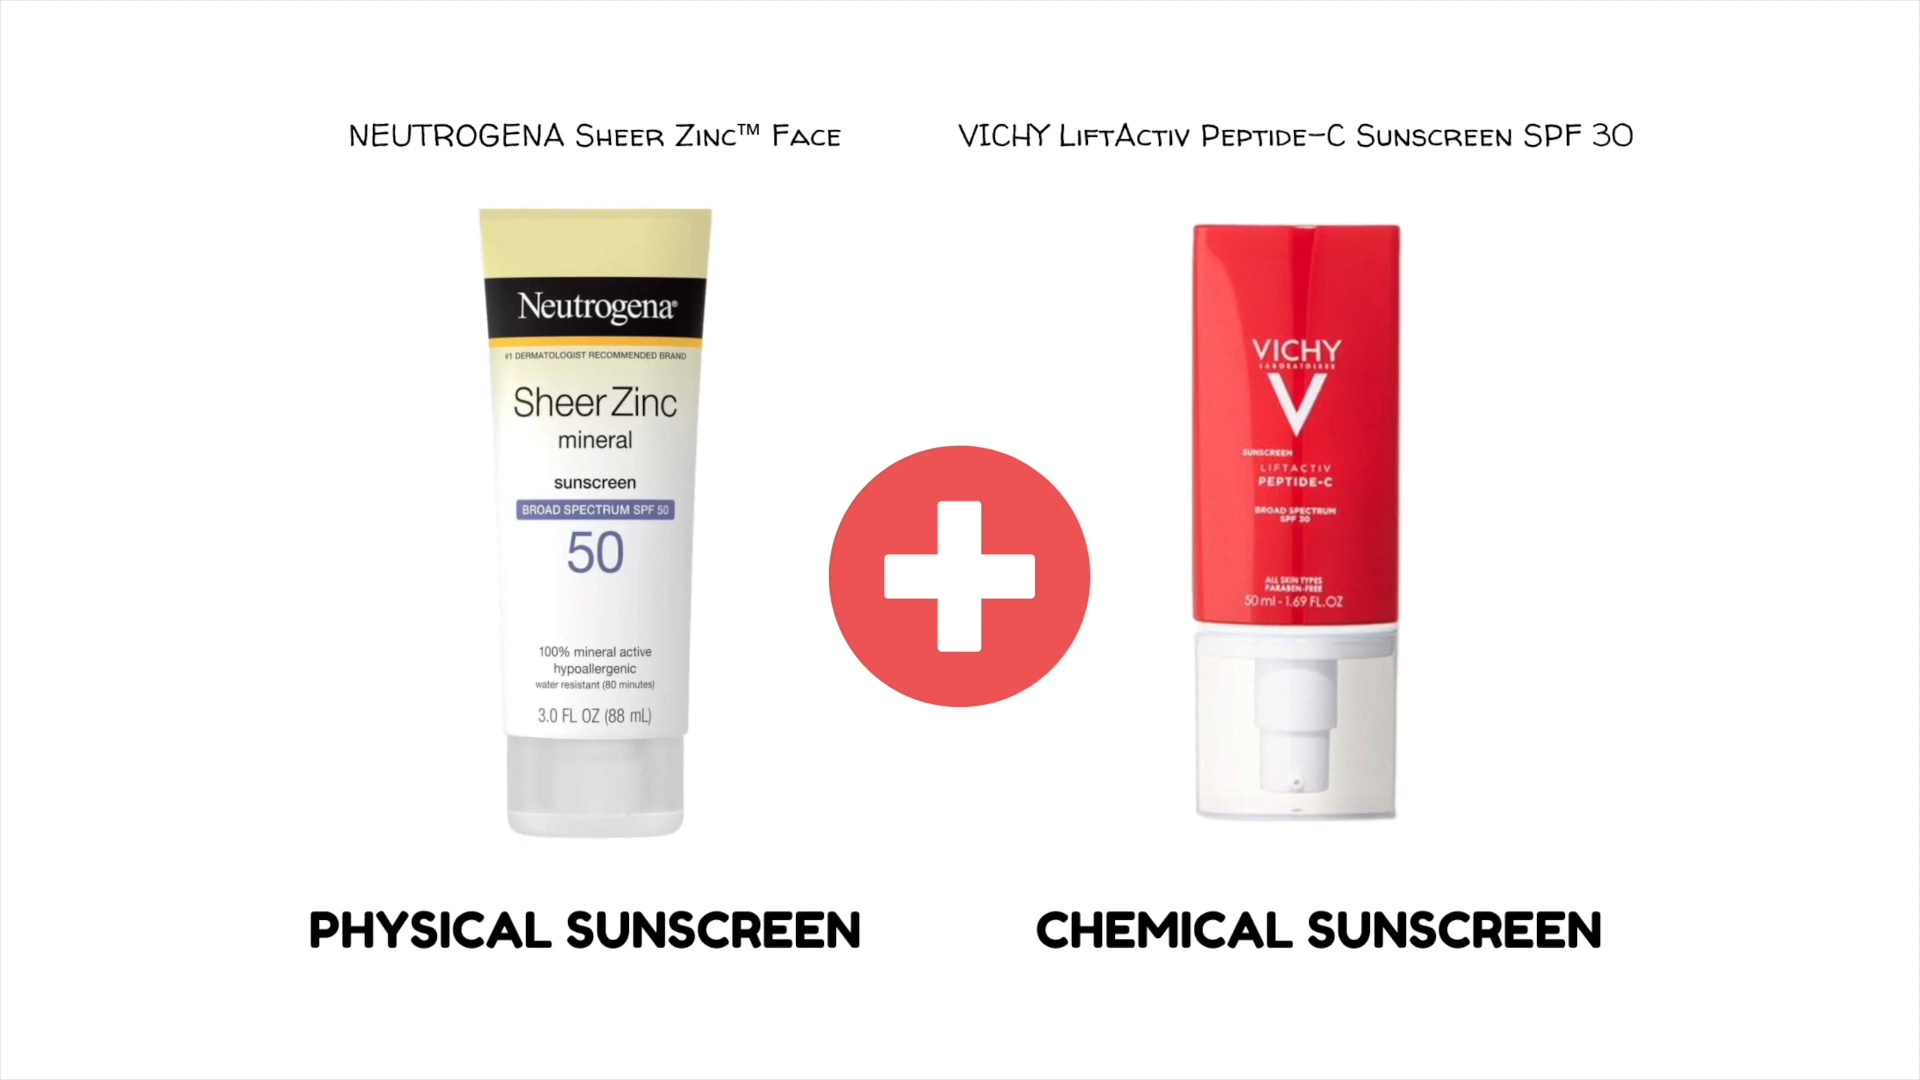 NEUTROGENA Sheer Zinc™ Face
VICHY LiftActiv Peptide-C Sunscreen SPF 30
Neutrogena®
#1 DERMATOLOGIST RECOMMENDED BRAND
Sheer Zinc
mineral
sunscreen
BROAD SPECTRUM SPF 50
50
100% mineral active
hypoallergenic
water resistant (80 minutes)
3.0 FL OZ (88 mL)
VICHY
LABORATOIRES
V
SUNSCREEN
LIFTACTIV
PEPTIDE-C
BROAD SPECTRUM
SPF 30
ALL SKIN TYPES
PARABEN-FREE
50 ml - 1.69 FL.OZ
PHYSICAL SUNSCREEN
CHEMICAL SUNSCREEN